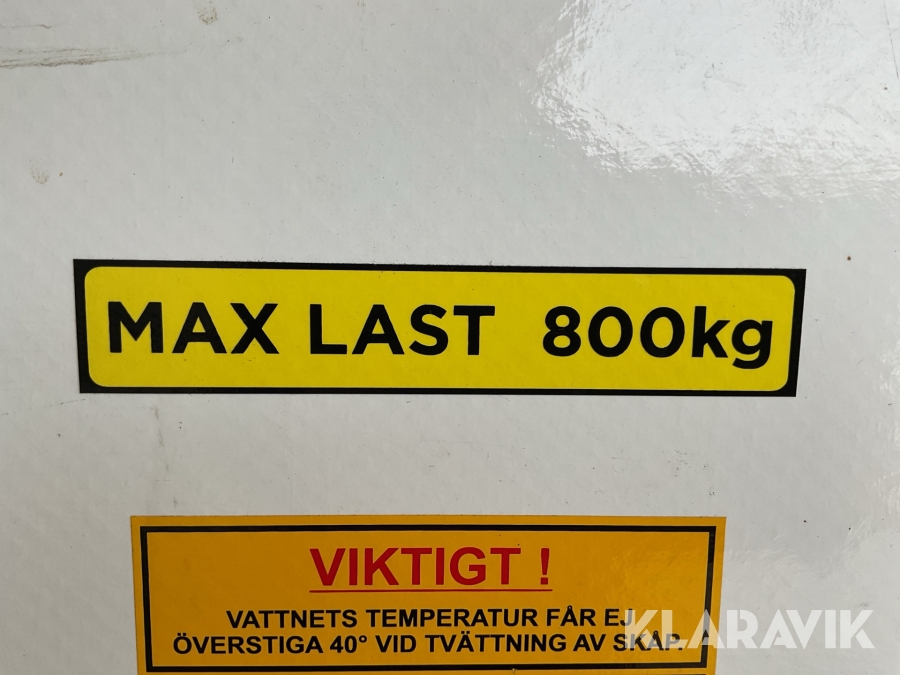 MAX LAST 800kg
VIKTIGT !
VATTNETS TEMPERATUR FÅR EJ
ÖVERSTIGA 40° VID TVÄTTNING AV SKÅP.
KLARAVIK